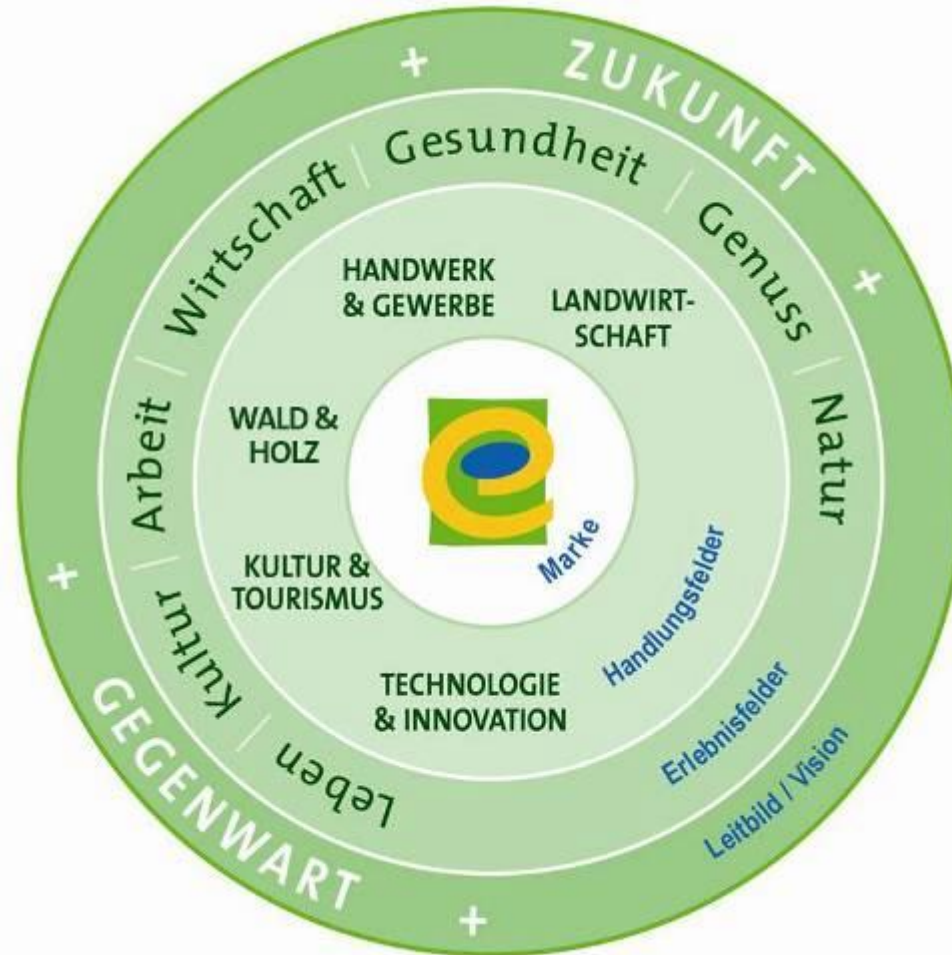 + ZUKUNFT +
Wirtschaft | Gesundheit | Genuss | Natur
Arbeit
Kultur
Leben
HANDWERK
& GEWERBE
LANDWIRT-
SCHAFT
WALD &
HOLZ
KULTUR &
TOURISMUS
TECHNOLOGIE
& INNOVATION
e
Marke
Handlungsfelder
Erlebnisfelder
Leitbild / Vision
+ GEGENWART +